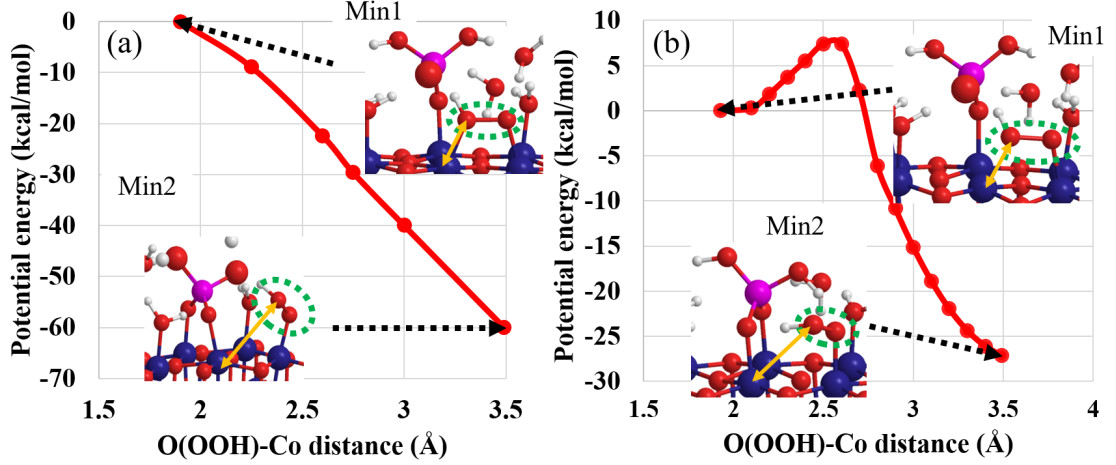 (a)
Min1
Min2
Potential energy (kcal/mol)
0
-10
-20
-30
-40
-50
-60
-70
1.5
2
2.5
3
3.5
O(OOH)-Co distance (Å)
(b)
Min1
Min2
Potential energy (kcal/mol)
10
5
0
-5
-10
-15
-20
-25
-30
1.5
2
2.5
3
3.5
4
O(OOH)-Co distance (Å)